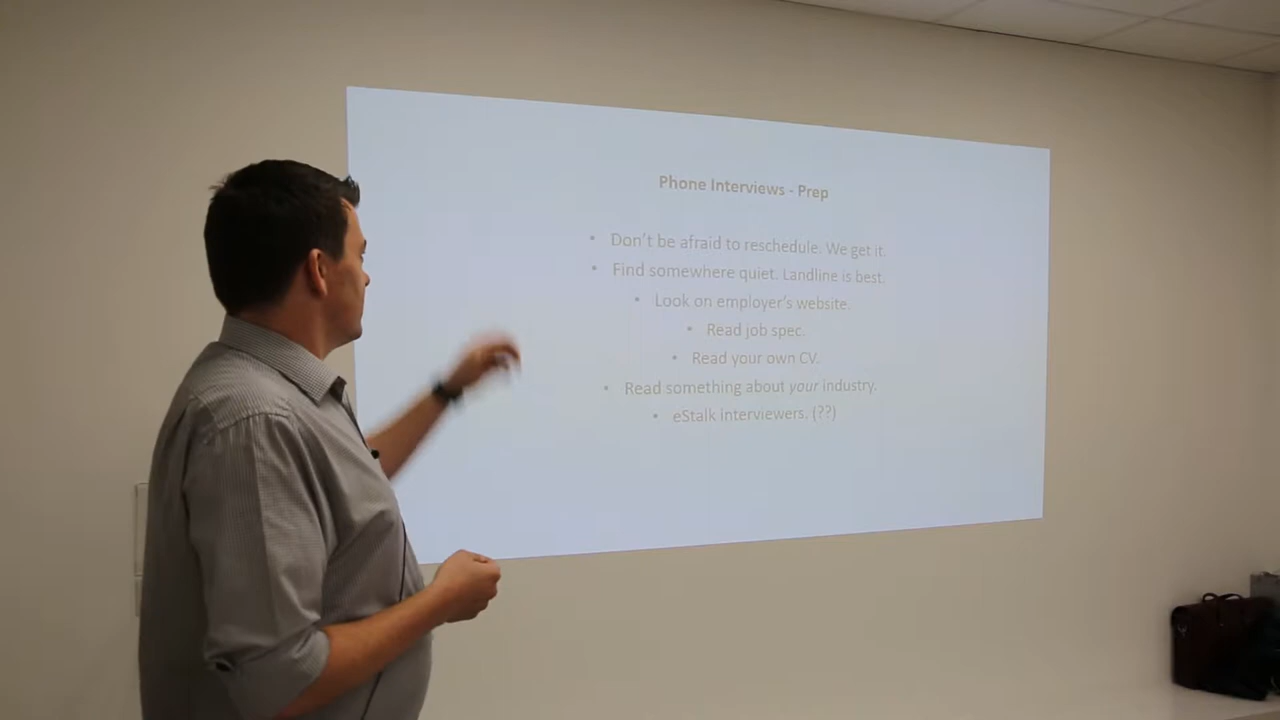 Phone Interviews - Prep
• Don't be afraid to reschedule. We get it.
• Find somewhere quiet. Landline is best.
• Look on employer's website.
• Read job spec.
• Read your own CV.
• Read something about your industry.
• eStalk interviewers. (??)